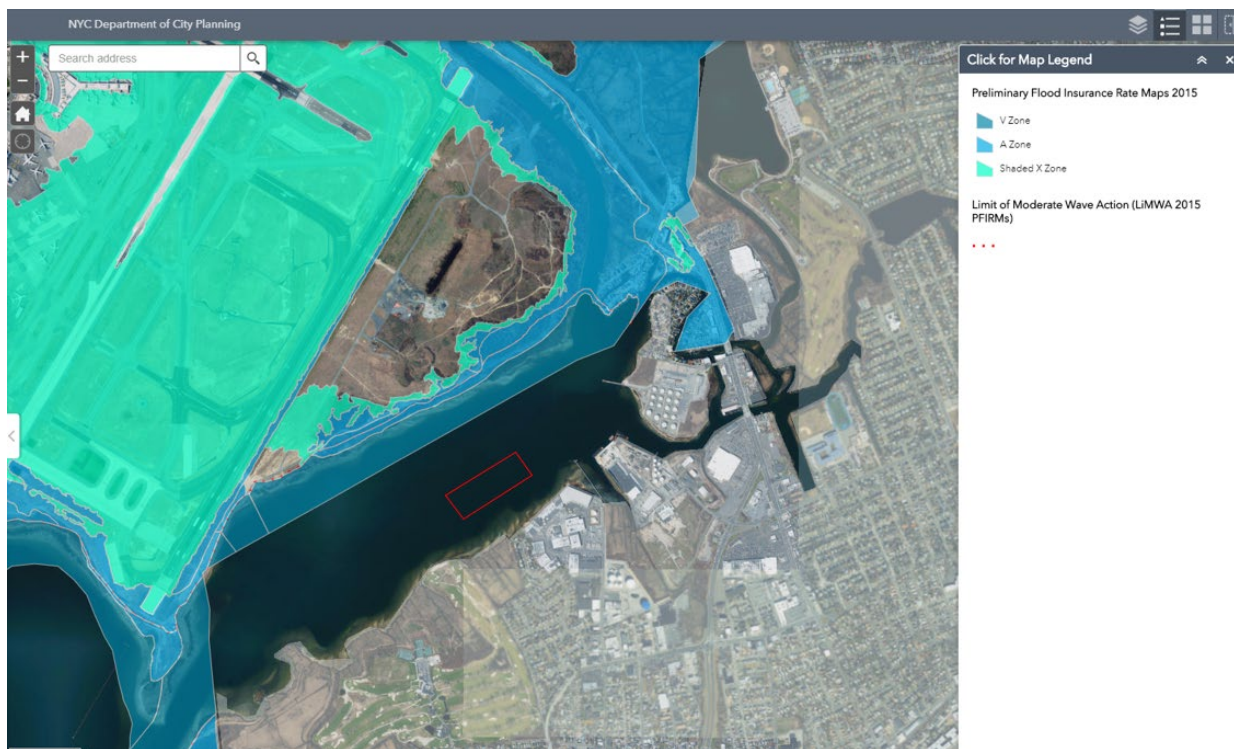 NYC Department of City Planning
+
Search address
−
Click for Map Legend
Preliminary Flood Insurance Rate Maps 2015
V Zone
A Zone
Shaded X Zone
Limit of Moderate Wave Action (LiMWA 2015
PFIRMs)